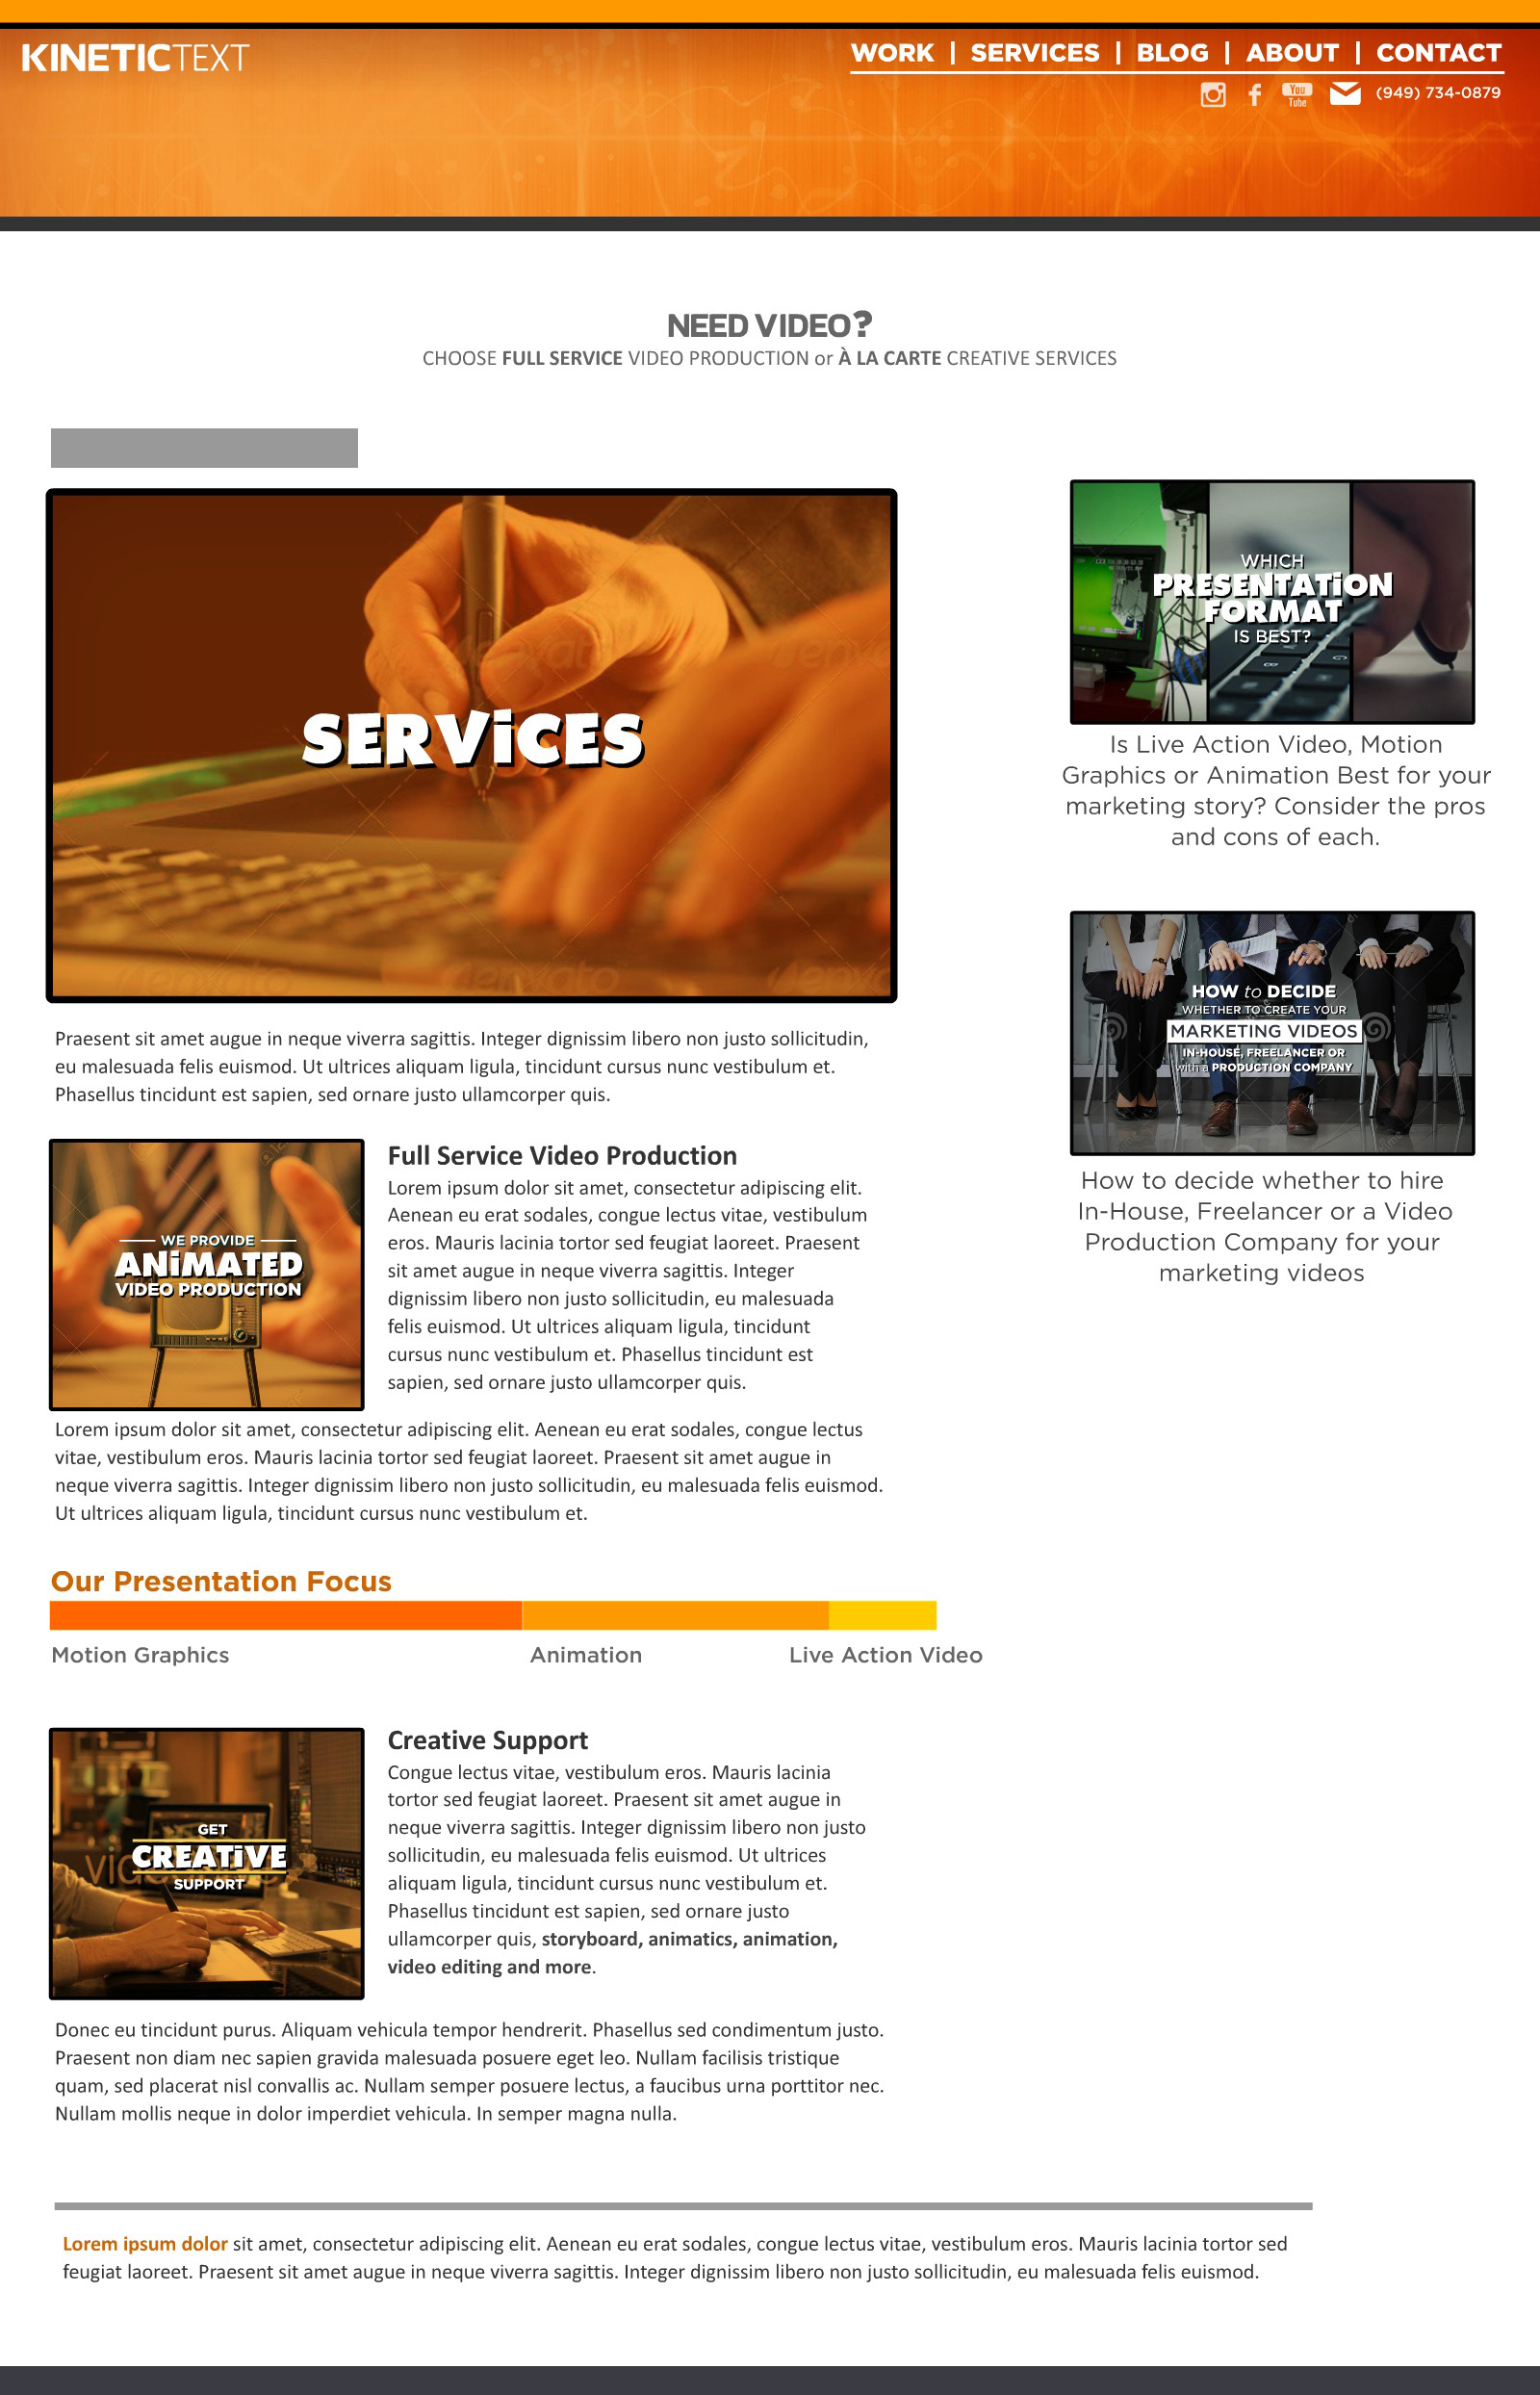 KINETICTEXT
WORK | SERVICES | BLOG | ABOUT | CONTACT
You Tube (949) 734-0879
NEED VIDEO?
CHOOSE FULL SERVICE VIDEO PRODUCTION or À LA CARTE CREATIVE SERVICES
SERViCES
Praesent sit amet augue in neque viverra sagittis. Integer dignissim libero non justo sollicitudin,
eu malesuada felis euismod. Ut ultrices aliquam ligula, tincidunt cursus nunc vestibulum et.
Phasellus tincidunt est sapien, sed ornare justo ullamcorper quis.
WE PROVIDE
ANiMATED
VIDEO PRODUCTION
Full Service Video Production
Lorem ipsum dolor sit amet, consectetur adipiscing elit.
Aenean eu erat sodales, congue lectus vitae, vestibulum
eros. Mauris lacinia tortor sed feugiat laoreet. Praesent
sit amet augue in neque viverra sagittis. Integer
dignissim libero non justo sollicitudin, eu malesuada
felis euismod. Ut ultrices aliquam ligula, tincidunt
cursus nunc vestibulum et. Phasellus tincidunt est
sapien, sed ornare justo ullamcorper quis.
Lorem ipsum dolor sit amet, consectetur adipiscing elit. Aenean eu erat sodales, congue lectus
vitae, vestibulum eros. Mauris lacinia tortor sed feugiat laoreet. Praesent sit amet augue in
neque viverra sagittis. Integer dignissim libero non justo sollicitudin, eu malesuada felis euismod.
Ut ultrices aliquam ligula, tincidunt cursus nunc vestibulum et.
Our Presentation Focus
Motion Graphics Animation Live Action Video
GET
CREATiVE
SUPPORT
Creative Support
Congue lectus vitae, vestibulum eros. Mauris lacinia
tortor sed feugiat laoreet. Praesent sit amet augue in
neque viverra sagittis. Integer dignissim libero non justo
sollicitudin, eu malesuada felis euismod. Ut ultrices
aliquam ligula, tincidunt cursus nunc vestibulum et.
Phasellus tincidunt est sapien, sed ornare justo
ullamcorper quis, storyboard, animatics, animation,
video editing and more.
Donec eu tincidunt purus. Aliquam vehicula tempor hendrerit. Phasellus sed condimentum justo.
Praesent non diam nec sapien gravida malesuada posuere eget leo. Nullam facilisis tristique
quam, sed placerat nisl convallis ac. Nullam semper posuere lectus, a faucibus urna porttitor nec.
Nullam mollis neque in dolor imperdiet vehicula. In semper magna nulla.
WHICH
PRESENTATiON
FORMAT
IS BEST?
Is Live Action Video, Motion
Graphics or Animation Best for your
marketing story? Consider the pros
and cons of each.
HOW to DECIDE
WHETHER TO CREATE YOUR
MARKETING VIDEOS
IN-HOUSE, FREELANCER OR
with a PRODUCTION COMPANY
How to decide whether to hire
In-House, Freelancer or a Video
Production Company for your
marketing videos
Lorem ipsum dolor sit amet, consectetur adipiscing elit. Aenean eu erat sodales, congue lectus vitae, vestibulum eros. Mauris lacinia tortor sed
feugiat laoreet. Praesent sit amet augue in neque viverra sagittis. Integer dignissim libero non justo sollicitudin, eu malesuada felis euismod.